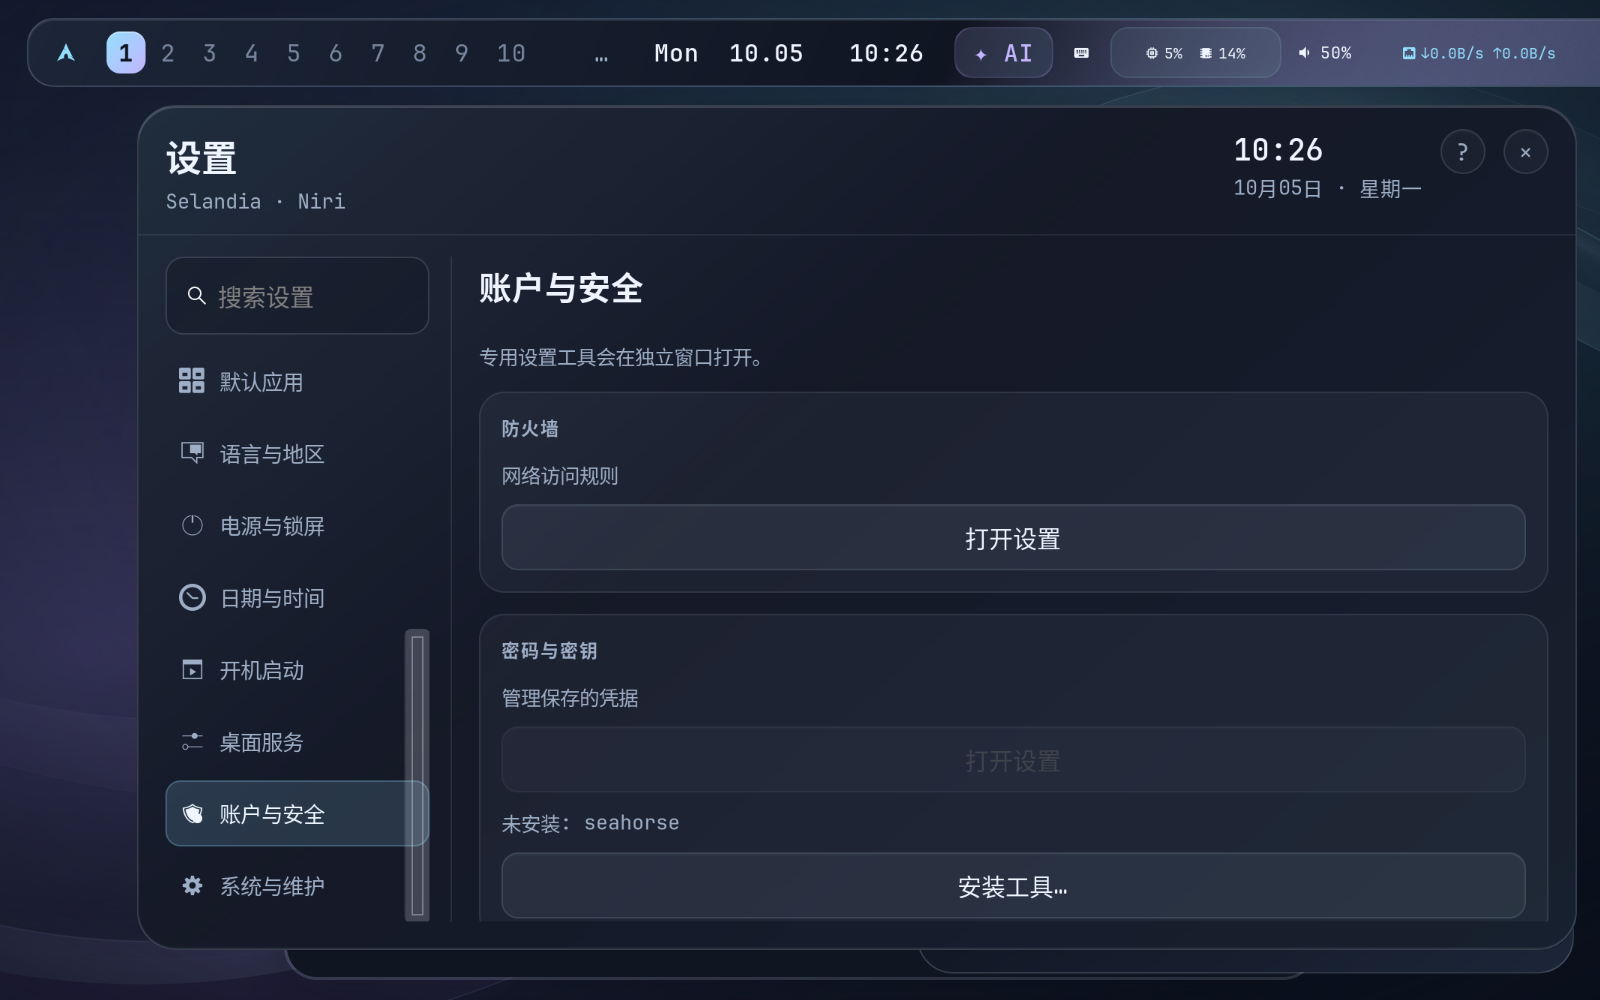 1 2 3 4 5 6 7 8 9 10 … Mon 10.05 10:26 ✦ AI 5% 14% 50% ↓0.0B/s ↑0.0B/s
设置
Selandia · Niri
10:26
10月05日 · 星期一
?
×
搜索设置
默认应用
语言与地区
电源与锁屏
日期与时间
开机启动
桌面服务
账户与安全
系统与维护
账户与安全
专用设置工具会在独立窗口打开。
防火墙
网络访问规则
打开设置
密码与密钥
管理保存的凭据
打开设置
未安装: seahorse
安装工具…